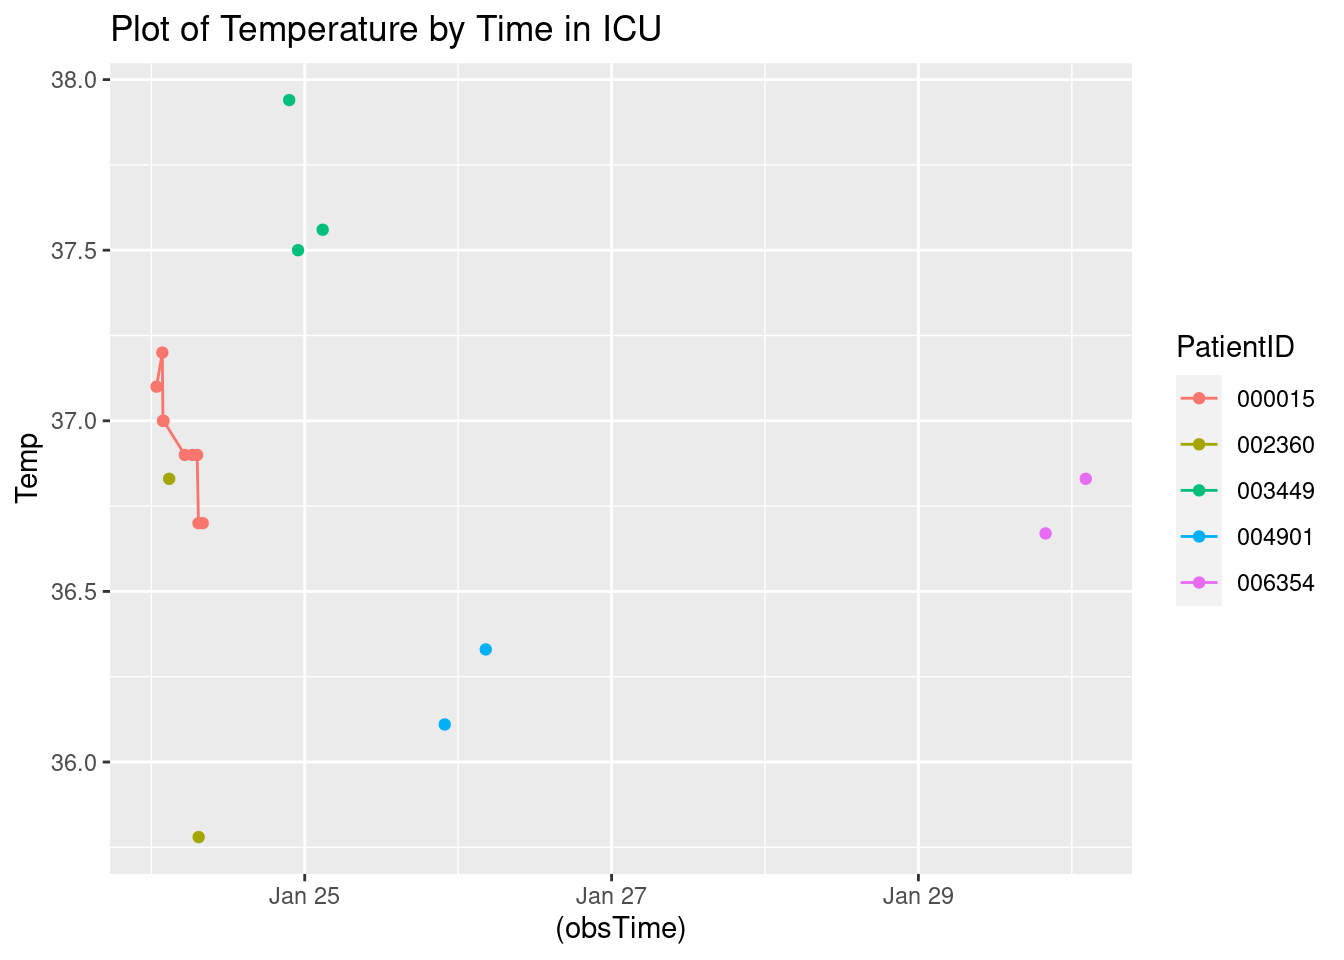 Plot of Temperature by Time in ICU
38.0
37.5
37.0
36.5
36.0
Temp
Jan 25
Jan 27
Jan 29
(obsTime)
PatientID
000015
002360
003449
004901
006354